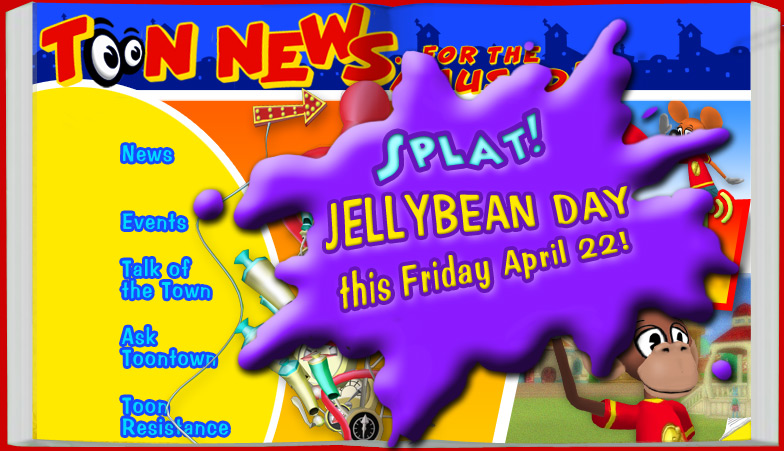 TOON NEWS
... FOR THE
SPLAT!
JELLYBEAN DAY
this Friday April 22!
News
Events
Talk of
the Town
Ask
Toontown
Toon
Resistance